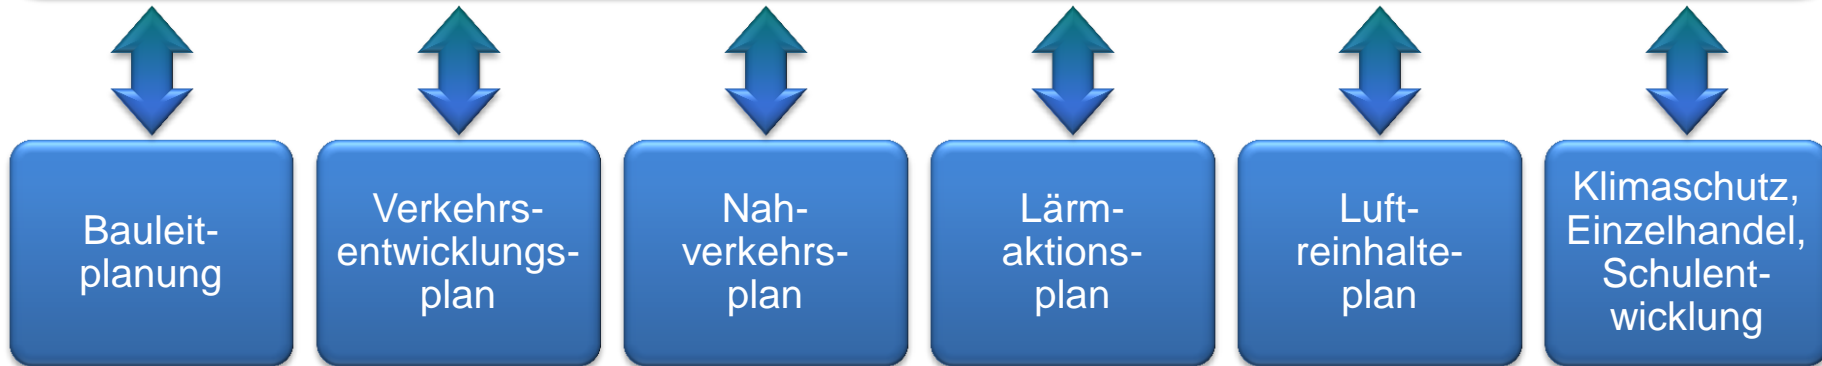 Bauleit-
planung
Verkehrs-
entwicklungs-
plan
Nah-
verkehrs-
plan
Lärm-
aktions-
plan
Luft-
reinhalte-
plan
Klimaschutz,
Einzelhandel,
Schulent-
wicklung